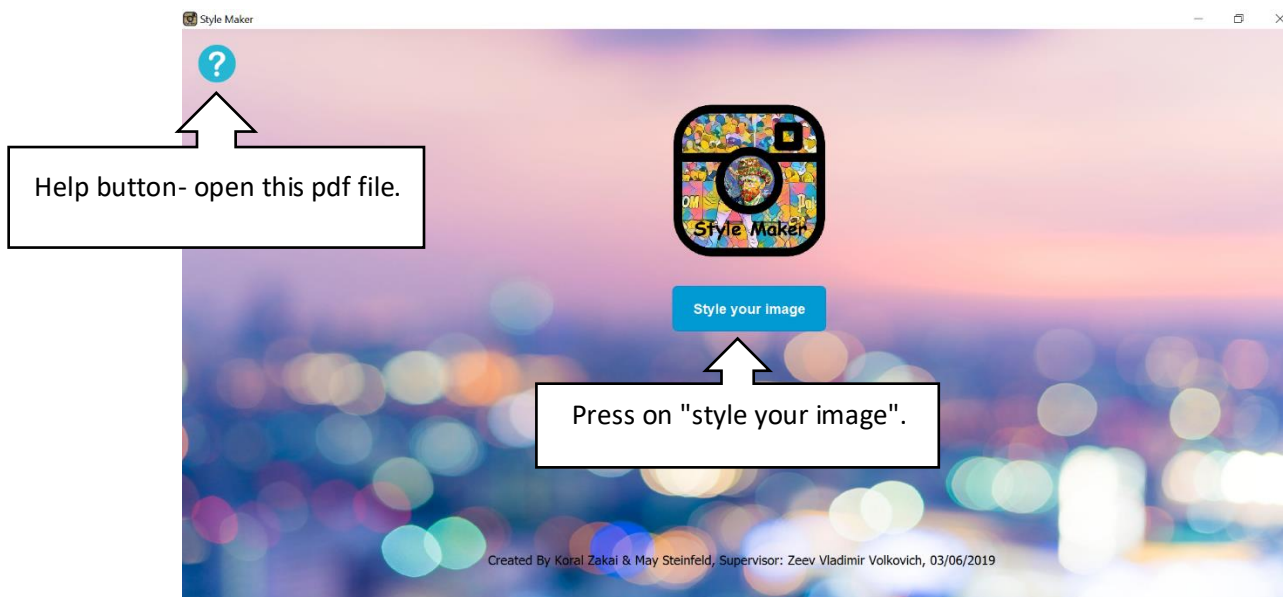 Style Maker
?
Help button- open this pdf file.
Style Maker
Style your image
Press on "style your image".
Created By Koral Zakai & May Steinfeld, Supervisor: Zeev Vladimir Volkovich, 03/06/2019